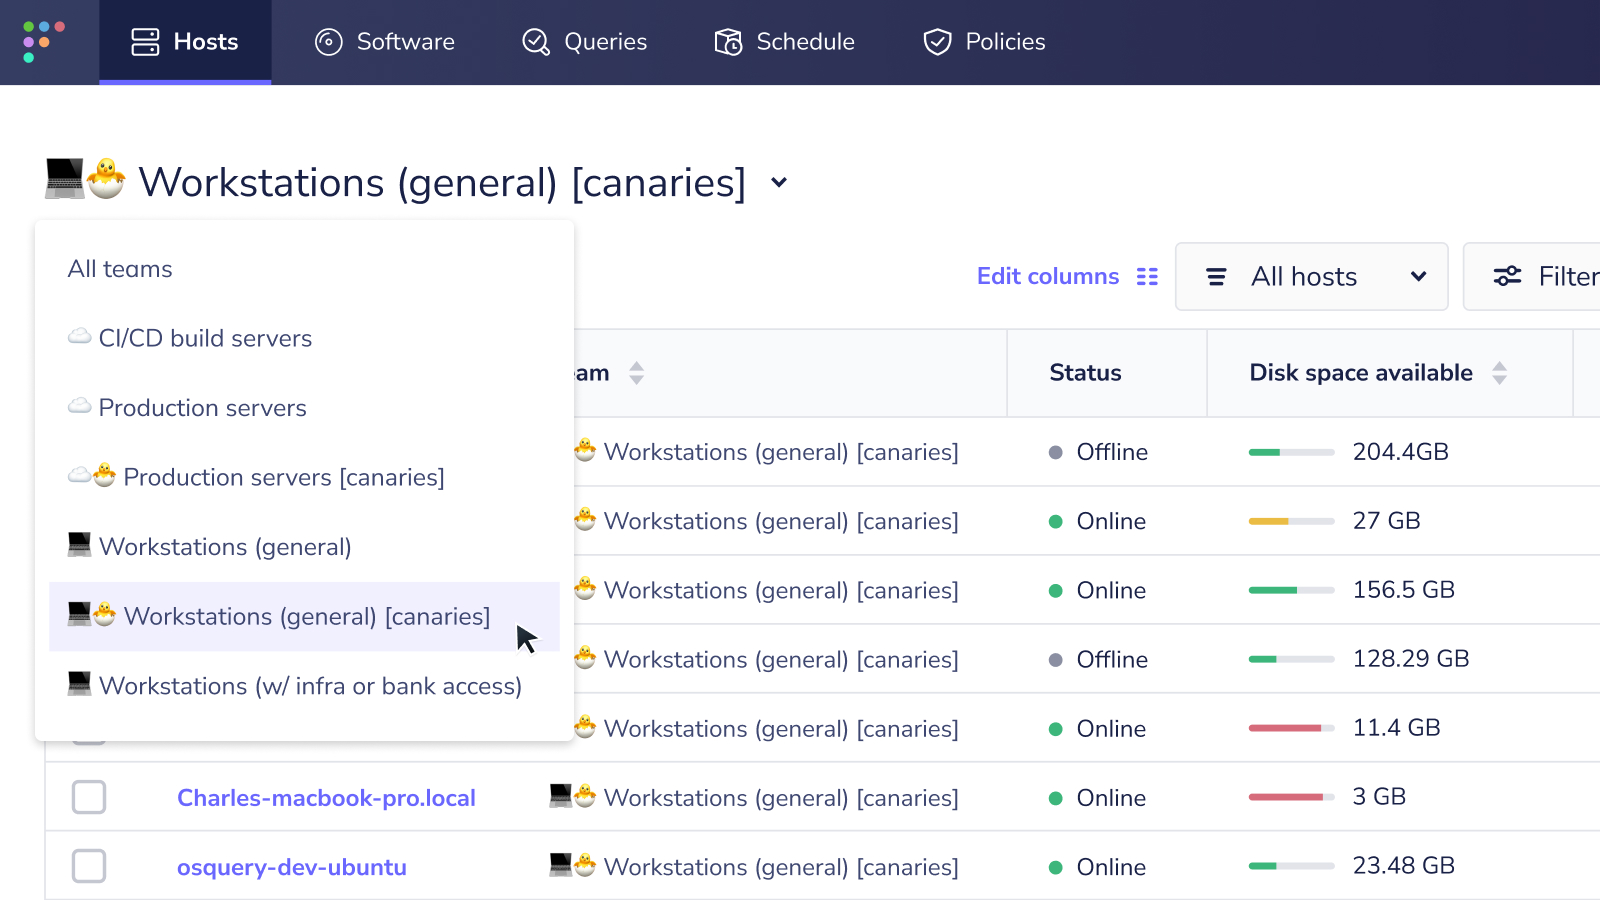 Hosts Software Queries Schedule Policies
Workstations (general) [canaries]
All teams
CI/CD build servers
Production servers
Production servers [canaries]
Workstations (general)
Workstations (general) [canaries]
Workstations (w/ infra or bank access)
Edit columns All hosts Filter
eam Status Disk space available
Workstations (general) [canaries] Offline 204.4GB
Workstations (general) [canaries] Online 27 GB
Workstations (general) [canaries] Online 156.5 GB
Workstations (general) [canaries] Offline 128.29 GB
Workstations (general) [canaries] Online 11.4 GB
Charles-macbook-pro.local Workstations (general) [canaries] Online 3 GB
osquery-dev-ubuntu Workstations (general) [canaries] Online 23.48 GB